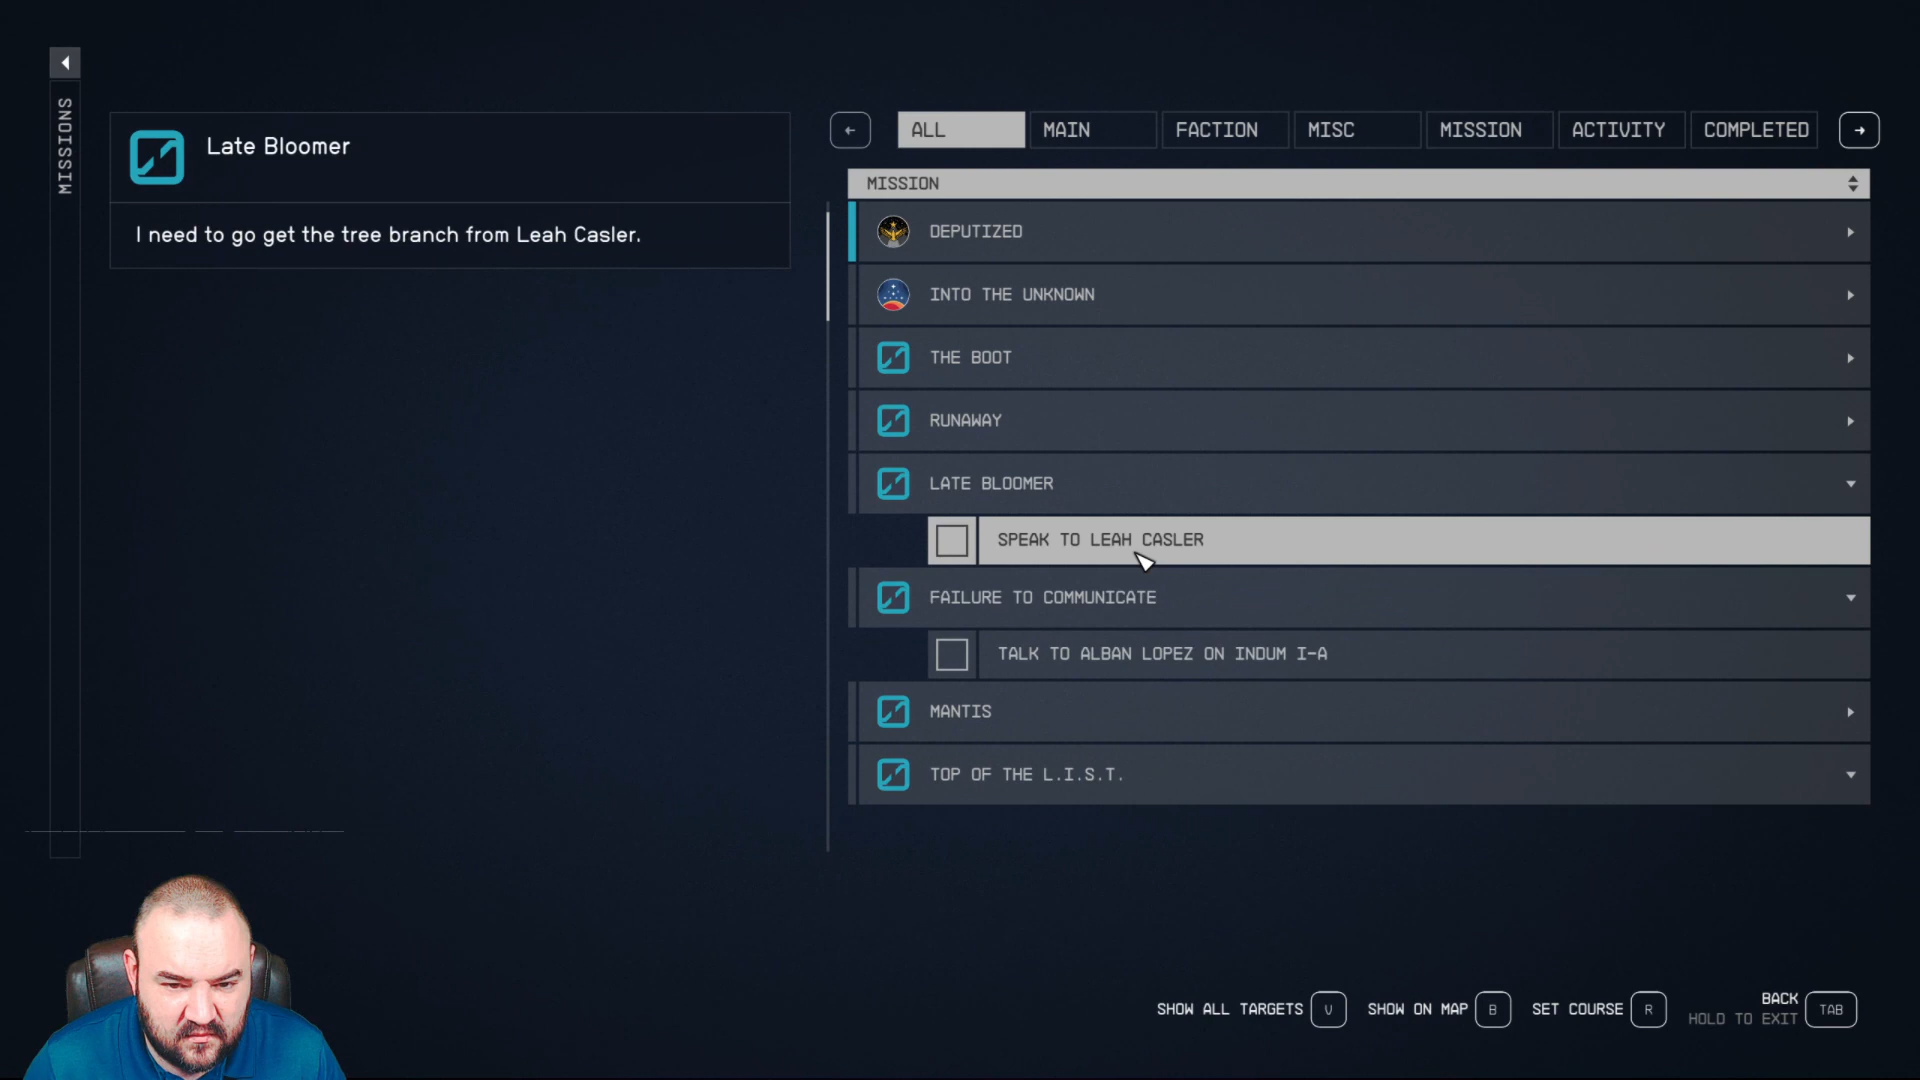 MISSIONS
Late Bloomer
I need to go get the tree branch from Leah Casler.
ALL
MAIN
FACTION
MISC
MISSION
ACTIVITY
COMPLETED
MISSION
DEPUTIZED
INTO THE UNKNOWN
THE BOOT
RUNAWAY
LATE BLOOMER
SPEAK TO LEAH CASLER
FAILURE TO COMMUNICATE
TALK TO ALBAN LOPEZ ON INDUM I-A
MANTIS
TOP OF THE L.I.S.T.
SHOW ALL TARGETS V
SHOW ON MAP B
SET COURSE R
BACK
HOLD TO EXIT
TAB